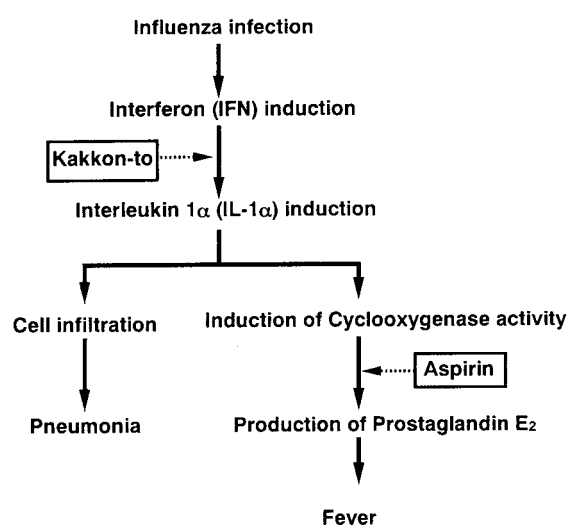 Influenza infection
Interferon (IFN) induction
Kakkon-to
Interleukin 1α (IL-1α) induction
Cell infiltration
Induction of Cyclooxygenase activity
Aspirin
Pneumonia
Production of Prostaglandin E₂
Fever